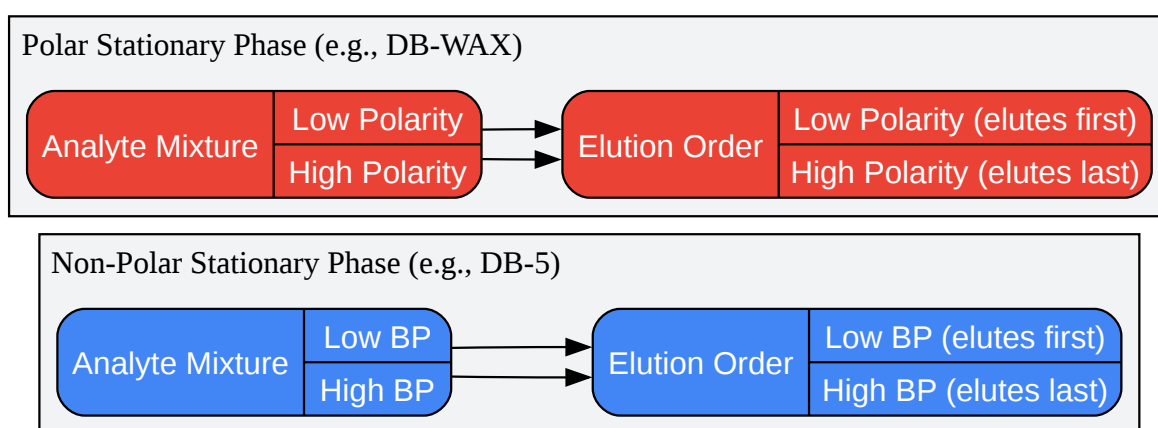 Polar Stationary Phase (e.g., DB-WAX)
Analyte Mixture
Low Polarity
High Polarity
Elution Order
Low Polarity (elutes first)
High Polarity (elutes last)
Non-Polar Stationary Phase (e.g., DB-5)
Analyte Mixture
Low BP
High BP
Elution Order
Low BP (elutes first)
High BP (elutes last)